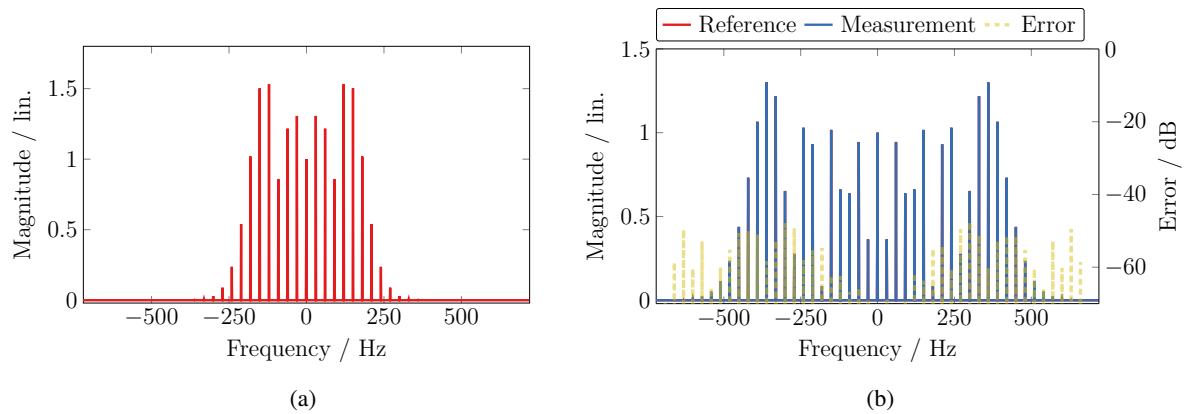 Magnitude / lin.
1.5
1
0.5
0
−500
−250
0
250
500
Frequency / Hz
(a)
Reference Measurement Error
Magnitude / lin.
1.5
1
0.5
0
−500
−250
0
250
500
Frequency / Hz
0
−20
−40
−60
Error / dB
(b)